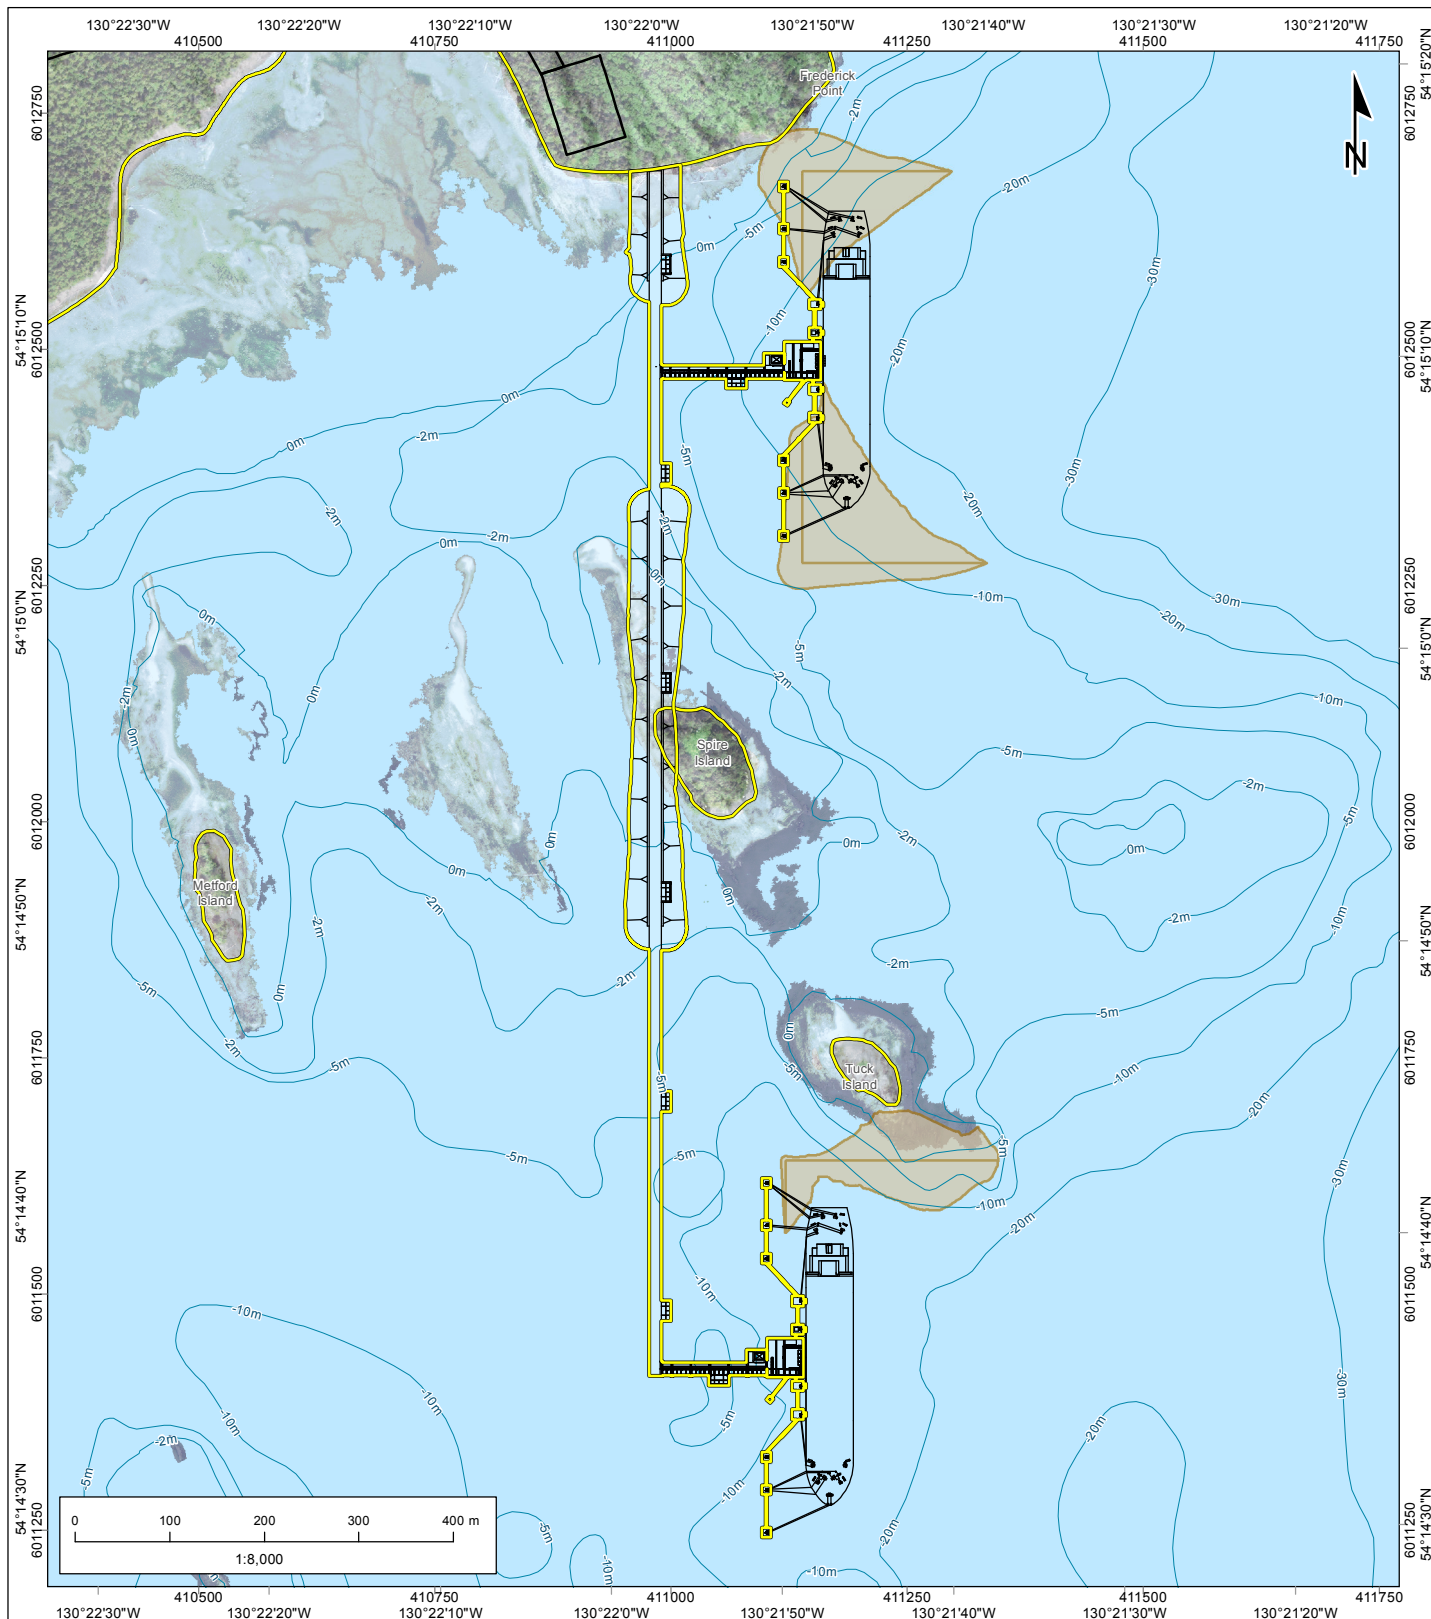 130°22'30"W 130°22'20"W 130°22'10"W 130°22'0"W 130°21'50"W 130°21'40"W 130°21'30"W 130°21'20"W
410500 410750 411000 411250 411500 411750
54°15'20"N
6012750
6012750
Frederick
Point
-2m
N
-20m
-5m
0m
-30m
-10m
-20m
54°15'10"N
6012500
6012500
54°15'10"N
0m
-2m
0m
-5m
-30m
-20m
-2m
-2m
-2m
0m
0m
-10m
-30m
6012250
6012250
0m
-20m
54°15'0"N
54°15'0"N
-5m
-2m
0m
-2m
-10m
0m
Spire
Island
-5m
-2m
-5m
6012000
6012000
0m
0m
-2m
0m
0m
Metford
Island
0m
-2m
-2m
-2m
-10m
54°14'50"N
54°14'50"N
-2m
-2m
-5m
0m
-5m
0m
-2m
-5m
6011750
6011750
-5m
-5m
Tuck
Island
-10m
-20m
-5m
-5m
-5m
-30m
54°14'40"N
54°14'40"N
-10m
-20m
-10m
6011500
6011500
-10m
-10m
-30m
-10m
-5m
-20m
-2m
-5m
-10m
54°14'30"N
6011250
6011250
54°14'30"N
0 100 200 300 400 m
1:8,000
-5m
-20m
-10m
-10m
410500 410750 411000 411250 411500 411750
130°22'30"W 130°22'20"W 130°22'10"W 130°22'0"W 130°21'50"W 130°21'40"W 130°21'30"W 130°21'20"W